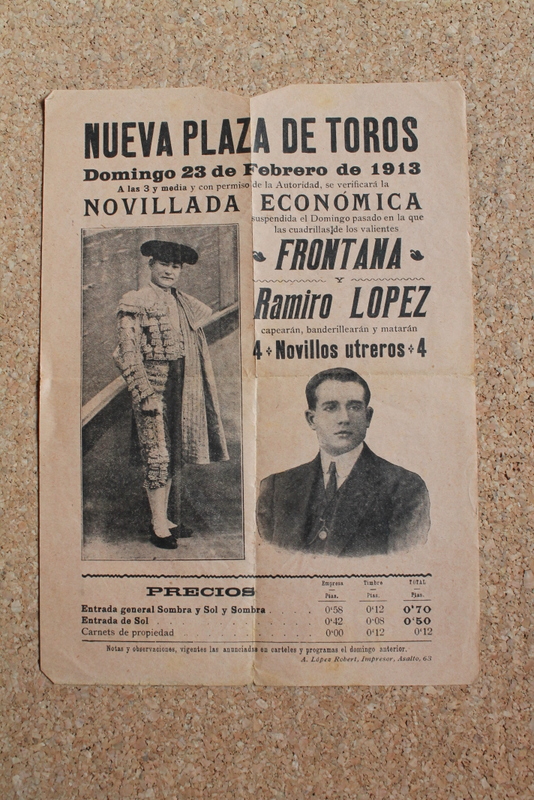 NUEVA PLAZA DE TOROS
Domingo 23 de Febrero de 1913
A las 3 y media y con permiso de la Autoridad, se verificará la
NOVILLADA ECONÓMICA
suspendida el Domingo pasado en la que
las cuadrillas de los valientes
FRONTANA
Y
Ramiro LOPEZ
capearán, banderillearán y matarán
4 Novillos utreros 4
PRECIOS
Empresa Timbre TOTAL
Ptas. Ptas. Ptas.
Entrada general Sombra y Sol y Sombra . . 0'58 0'12 0'70
Entrada de Sol . . . . . . . 0'42 0'08 0'50
Carnets de propiedad . . . . . . . 0'00 0'12 0'12
Notas y observaciones, vigentes las anunciadas en carteles y programas el domingo anterior.
A. López Robert, Impresor, Asalto, 63